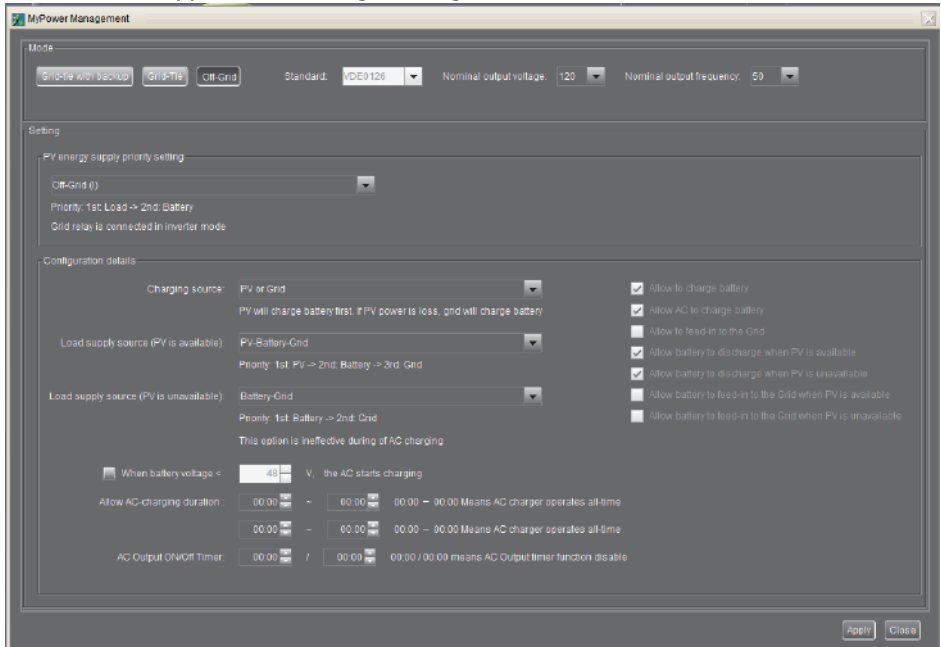 MyPower Management
Mode
Grid-tie with backup Grid-Tie Off-Grid Standard: VDE0126 Nominal output voltage: 120 Nominal output frequency: 50
Setting
PV energy supply priority setting
Off-Grid (I)
Priority: 1st: Load -> 2nd: Battery
Grid relay is connected in inverter mode
Configuration details
Charging source: PV or Grid
PV will charge battery first. If PV power is loss, grid will charge battery
Load supply source (PV is available): PV-Battery-Grid
Priority: 1st: PV -> 2nd: Battery -> 3rd: Grid
Load supply source (PV is unavailable): Battery-Grid
Priority: 1st: Battery -> 2nd: Grid
This option is ineffective during of AC charging
Allow to charge battery
Allow AC to charge battery
Allow to feed-in to the Grid
Allow battery to discharge when PV is available
Allow battery to discharge when PV is unavailable
Allow battery to feed-in to the Grid when PV is available
Allow battery to feed-in to the Grid when PV is unavailable
When battery voltage < 48 V, the AC starts charging
Allow AC-charging duration : 00:00 ~ 00:00 00:00 ~ 00:00 Means AC charger operates all-time
00:00 ~ 00:00 00:00 ~ 00:00 Means AC charger operates all-time
AC Output ON/Off Timer: 00:00 / 00:00 00:00 / 00:00 means AC Output timer function disable
Apply Close